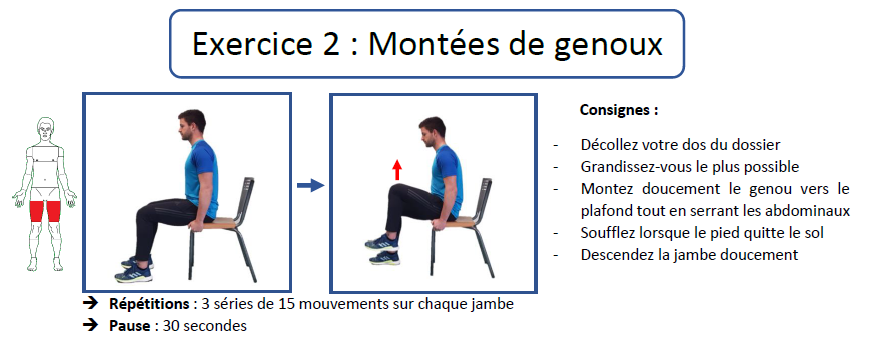 Exercice 2 : Montées de genoux
Consignes :
- Décollez votre dos du dossier
- Grandissez-vous le plus possible
- Montez doucement le genou vers le
plafond tout en serrant les abdominaux
- Soufflez lorsque le pied quitte le sol
- Descendez la jambe doucement
➔ Répétitions : 3 séries de 15 mouvements sur chaque jambe
➔ Pause : 30 secondes